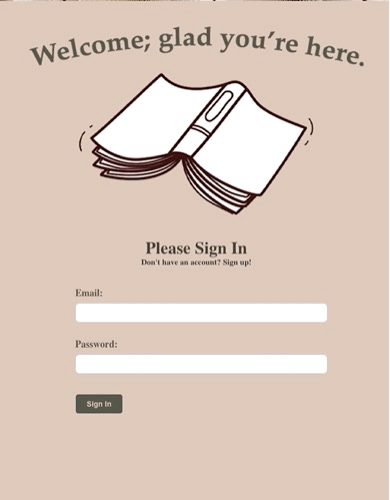 Welcome; glad you're here.
Please Sign In
Don't have an account? Sign up!
Email:
Password:
Sign In